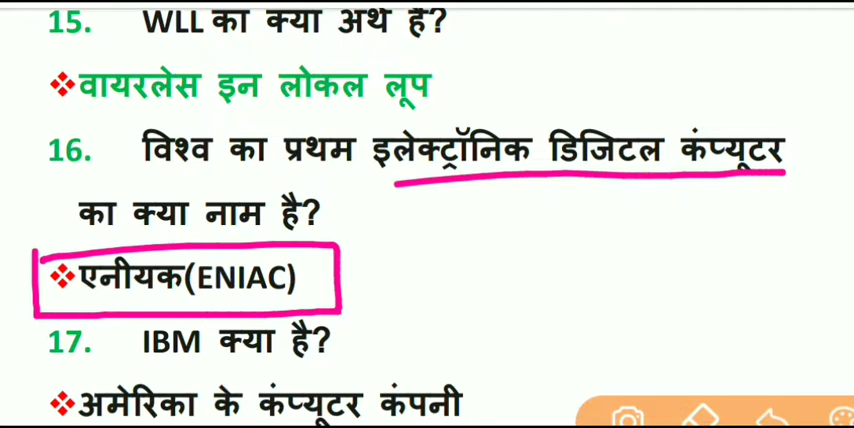 15. WLL का क्या अर्थ है?
❖वायरलेस इन लोकल लूप
16. विश्व का प्रथम इलेक्ट्रॉनिक डिजिटल कंप्यूटर
का क्या नाम है?
❖एनीयक(ENIAC)
17. IBM क्या है?
❖अमेरिका के कंप्यूटर कंपनी